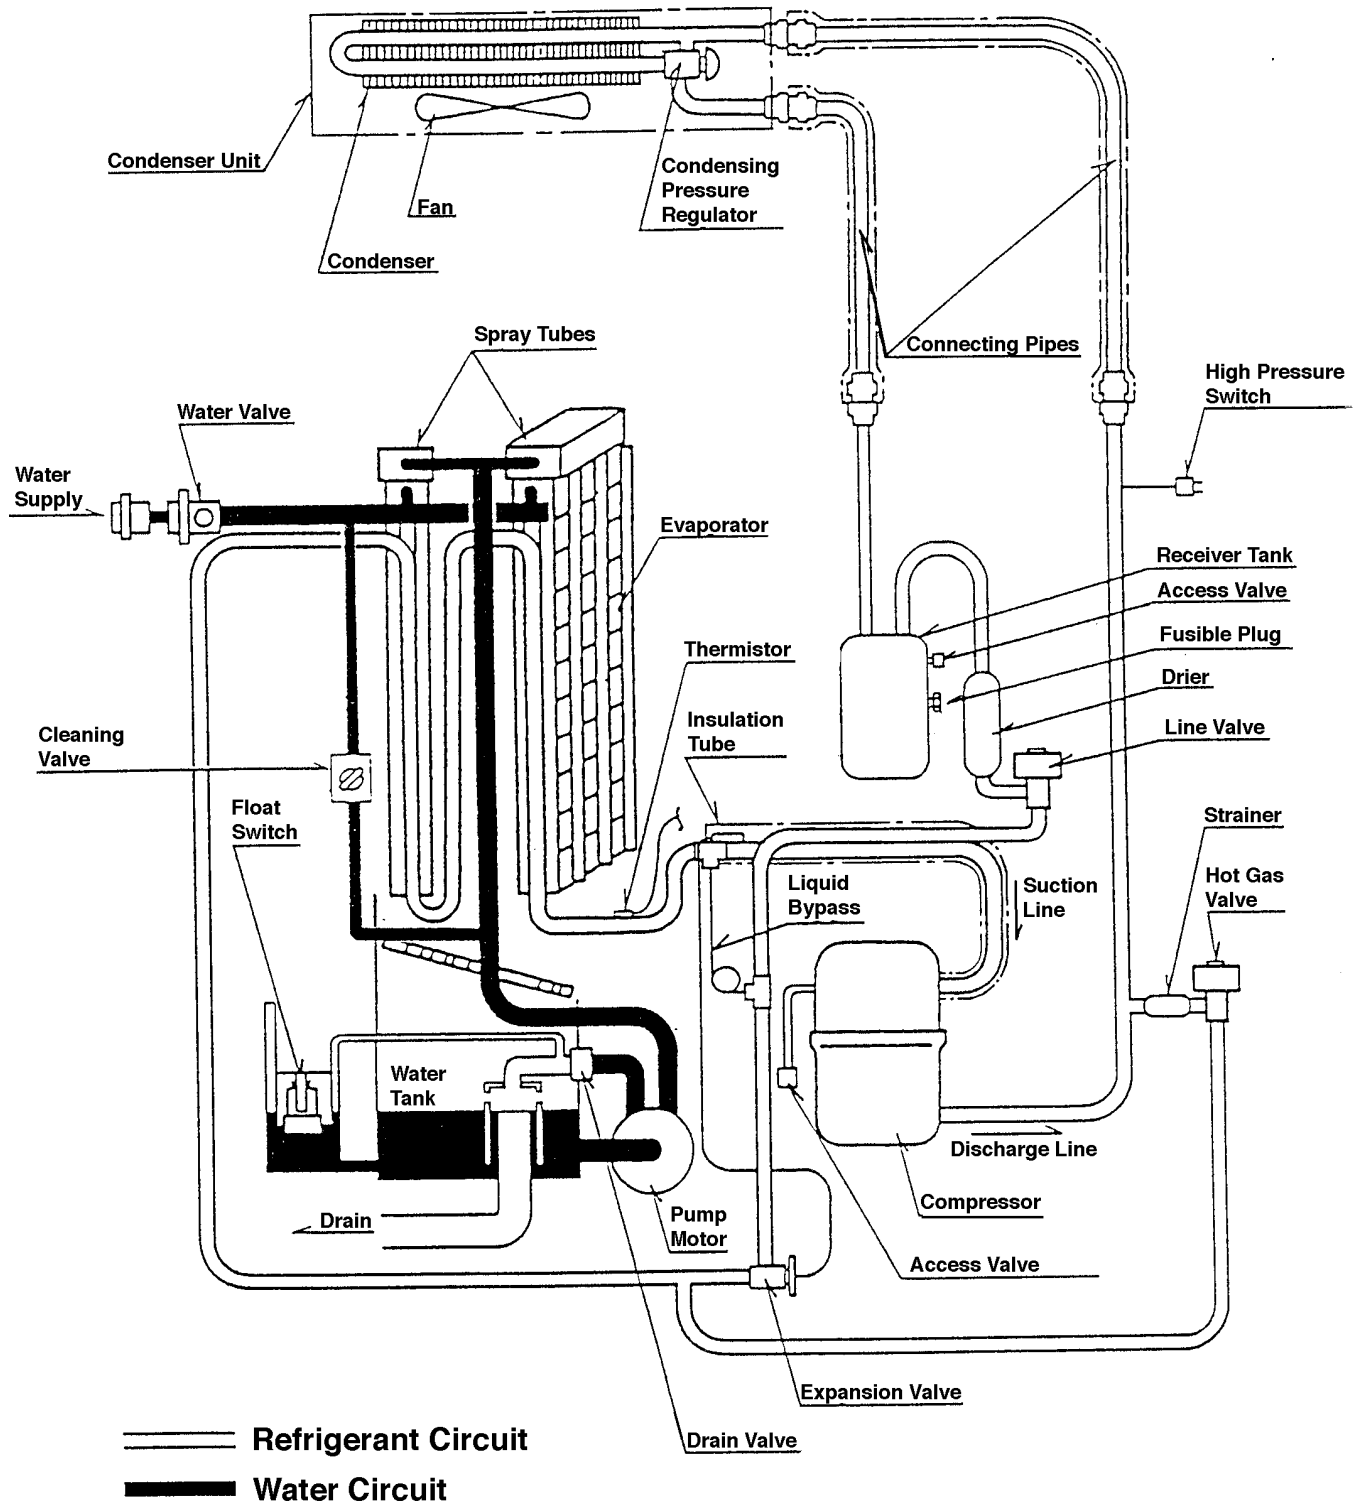 Condenser Unit
Fan
Condenser
Condensing
Pressure
Regulator
Connecting Pipes
Spray Tubes
High Pressure
Switch
Water Valve
Water
Supply
Evaporator
Receiver Tank
Access Valve
Fusible Plug
Drier
Line Valve
Thermistor
Insulation
Tube
Cleaning
Valve
Float
Switch
Strainer
Hot Gas
Valve
Liquid
Bypass
Suction
Line
Water
Tank
Discharge Line
Compressor
Drain
Pump
Motor
Access Valve
Expansion Valve
Drain Valve
Refrigerant Circuit
Water Circuit